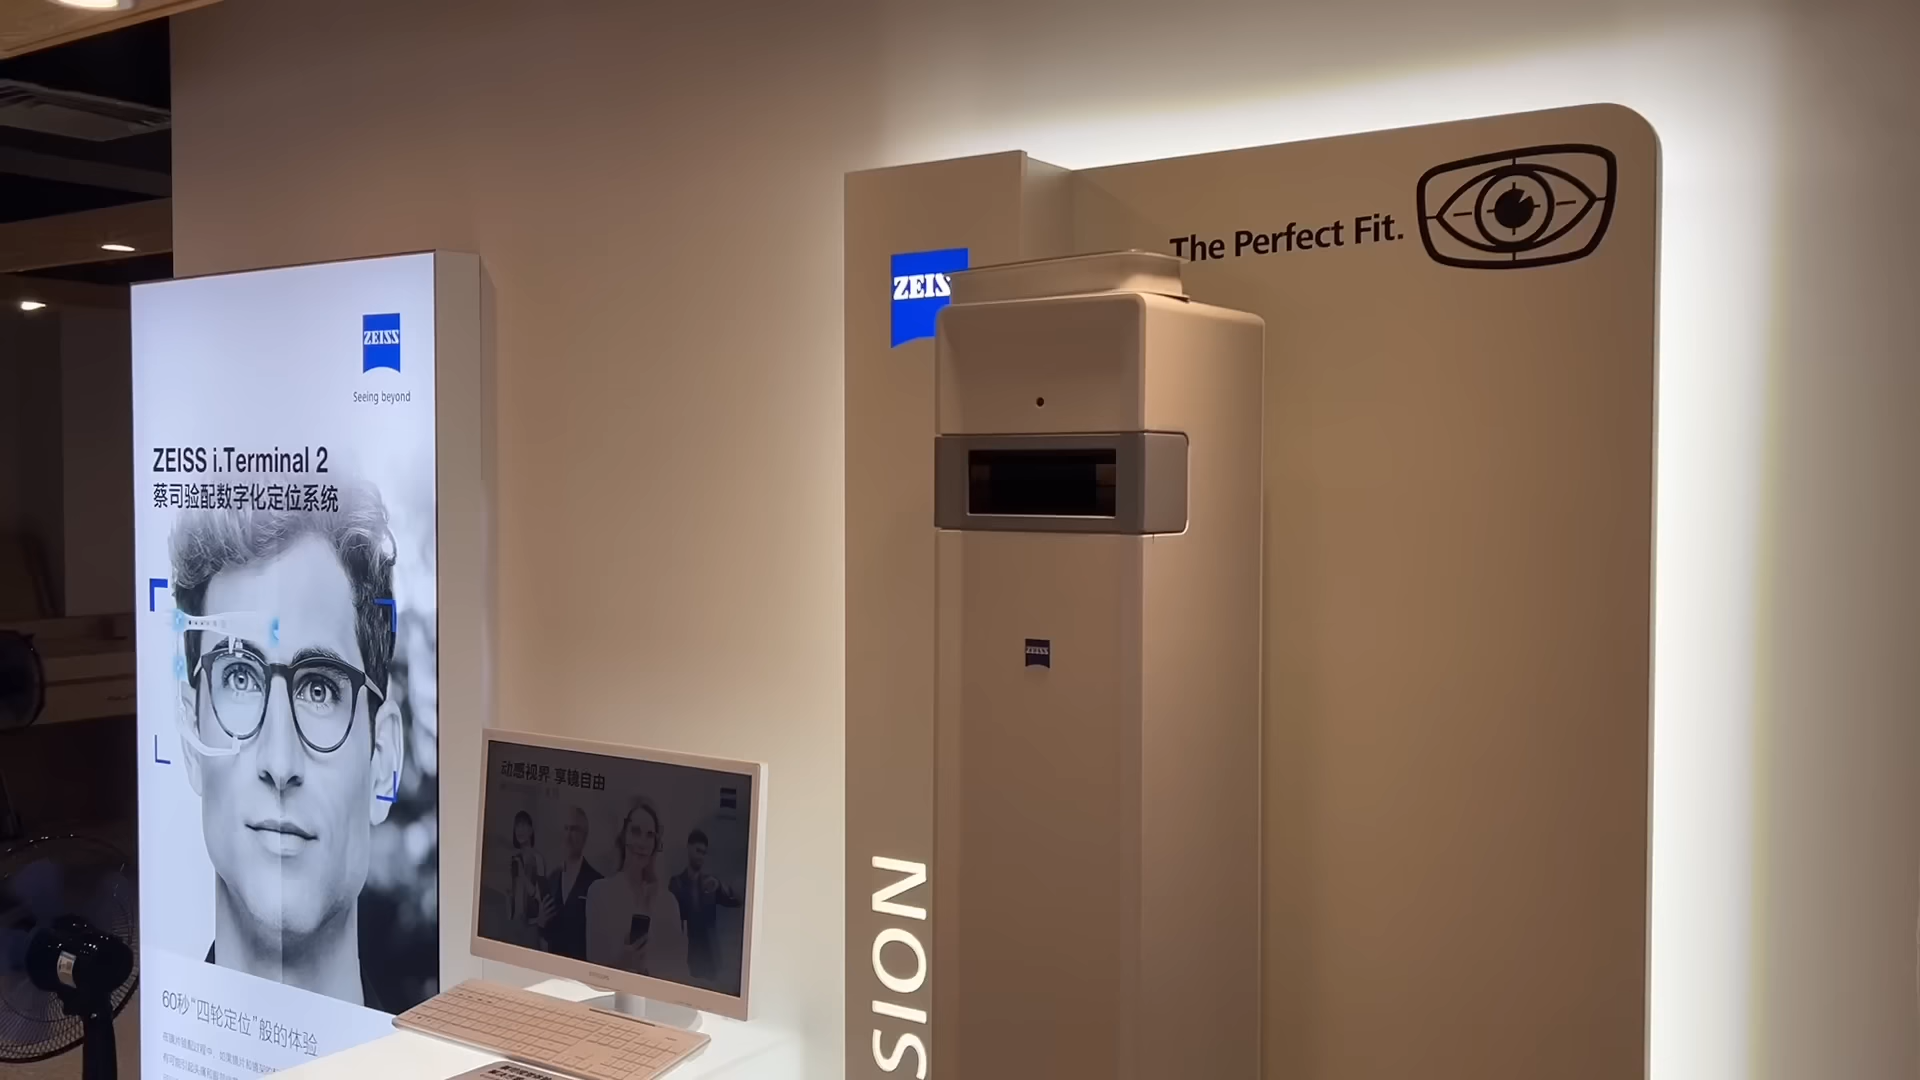 ZEISS
Seeing beyond
ZEISS i.Terminal 2
蔡司验配数字化定位系统
60秒“四轮定位”般的体验
动感视界 享镜自由
ZEIS
The Perfect Fit.
ZEISS
SION